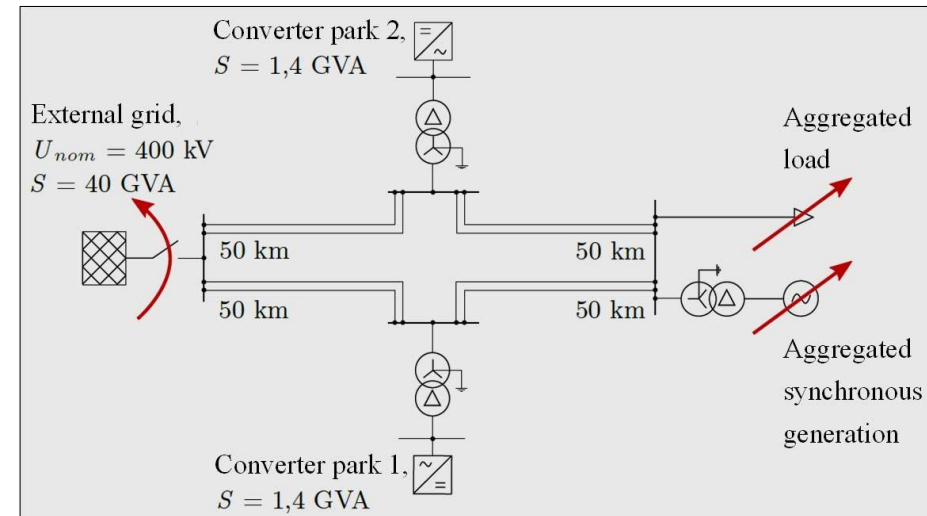 Converter park 2,
S = 1,4 GVA
External grid,
U_nom = 400 kV
S = 40 GVA
Aggregated
load
50 km
50 km
50 km
50 km
Aggregated
synchronous
generation
Converter park 1,
S = 1,4 GVA